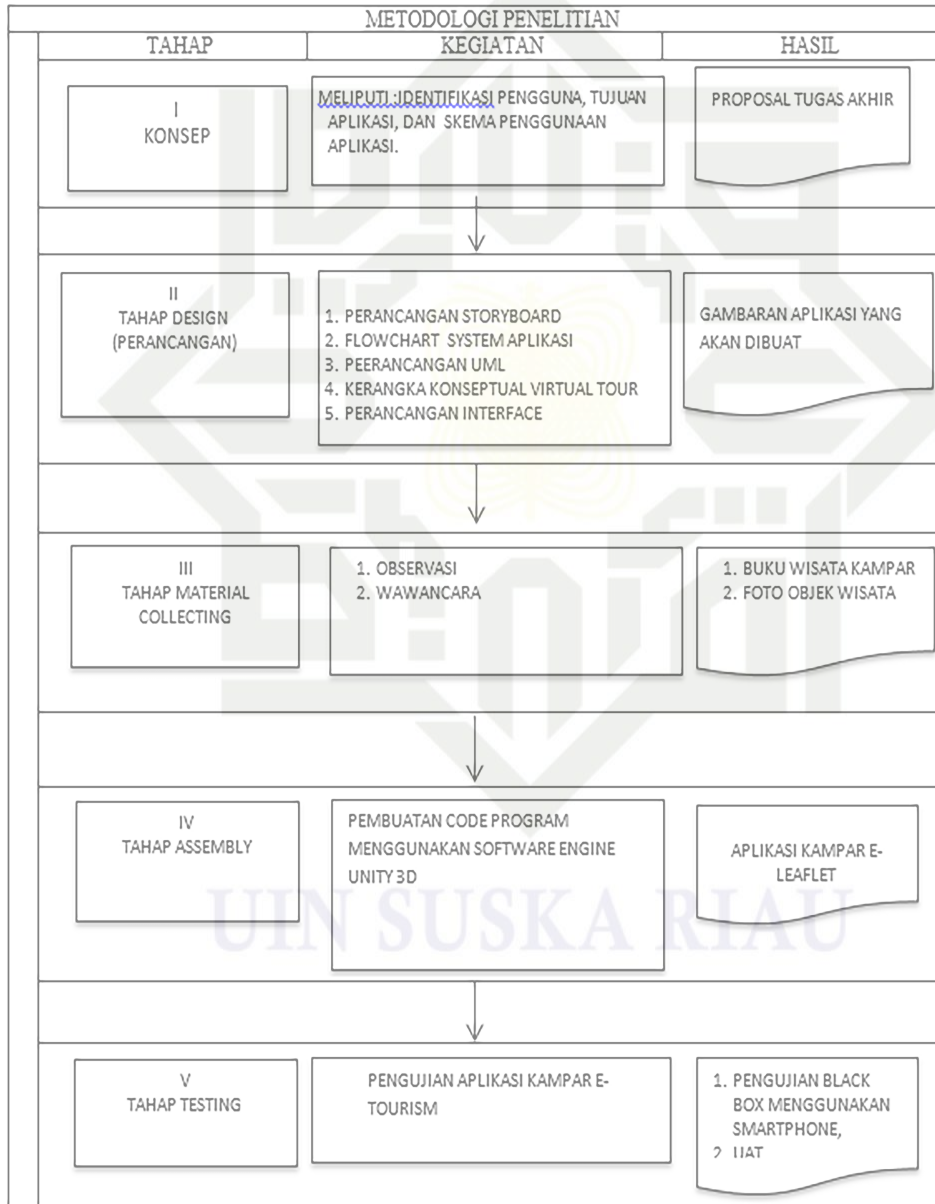 METODOLOGI PENELITIAN
TAHAP KEGIATAN HASIL
I
KONSEP
MELIPUTI :IDENTIFIKASI PENGGUNA, TUJUAN
APLIKASI, DAN SKEMA PENGGUNAAN
APLIKASI.
PROPOSAL TUGAS AKHIR
II
TAHAP DESIGN
(PERANCANGAN)
1. PERANCANGAN STORYBOARD
2. FLOWCHART SYSTEM APLIKASI
3. PEERANCANGAN UML
4. KERANGKA KONSEPTUAL VIRTUAL TOUR
5. PERANCANGAN INTERFACE
GAMBARAN APLIKASI YANG
AKAN DIBUAT
III
TAHAP MATERIAL
COLLECTING
1. OBSERVASI
2. WAWANCARA
1. BUKU WISATA KAMPAR
2. FOTO OBJEK WISATA
IV
TAHAP ASSEMBLY
PEMBUATAN CODE PROGRAM
MENGGUNAKAN SOFTWARE ENGINE
UNITY 3D
APLIKASI KAMPAR E-
LEAFLET
UIN SUSKA RIAU
V
TAHAP TESTING
PENGUJIAN APLIKASI KAMPAR E-
TOURISM
1. PENGUJIAN BLACK
BOX MENGGUNAKAN
SMARTPHONE,
2. UAT